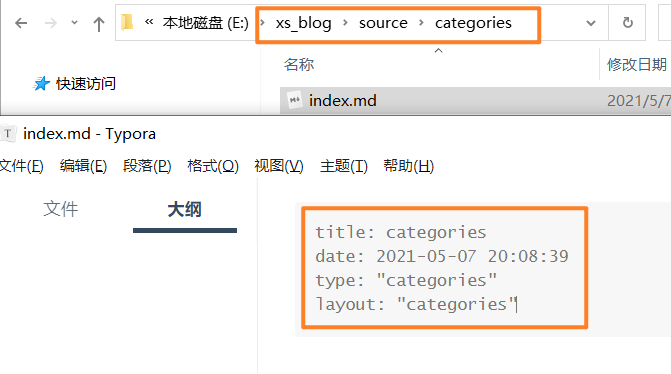 « 本地磁盘 (E:) › xs_blog › source › categories
名称
修改日期
快速访问
index.md
2021/5/7
T index.md - Typora
文件(F) 编辑(E) 段落(P) 格式(O) 视图(V) 主题(T) 帮助(H)
文件 大纲
title: categories
date: 2021-05-07 20:08:39
type: "categories"
layout: "categories"